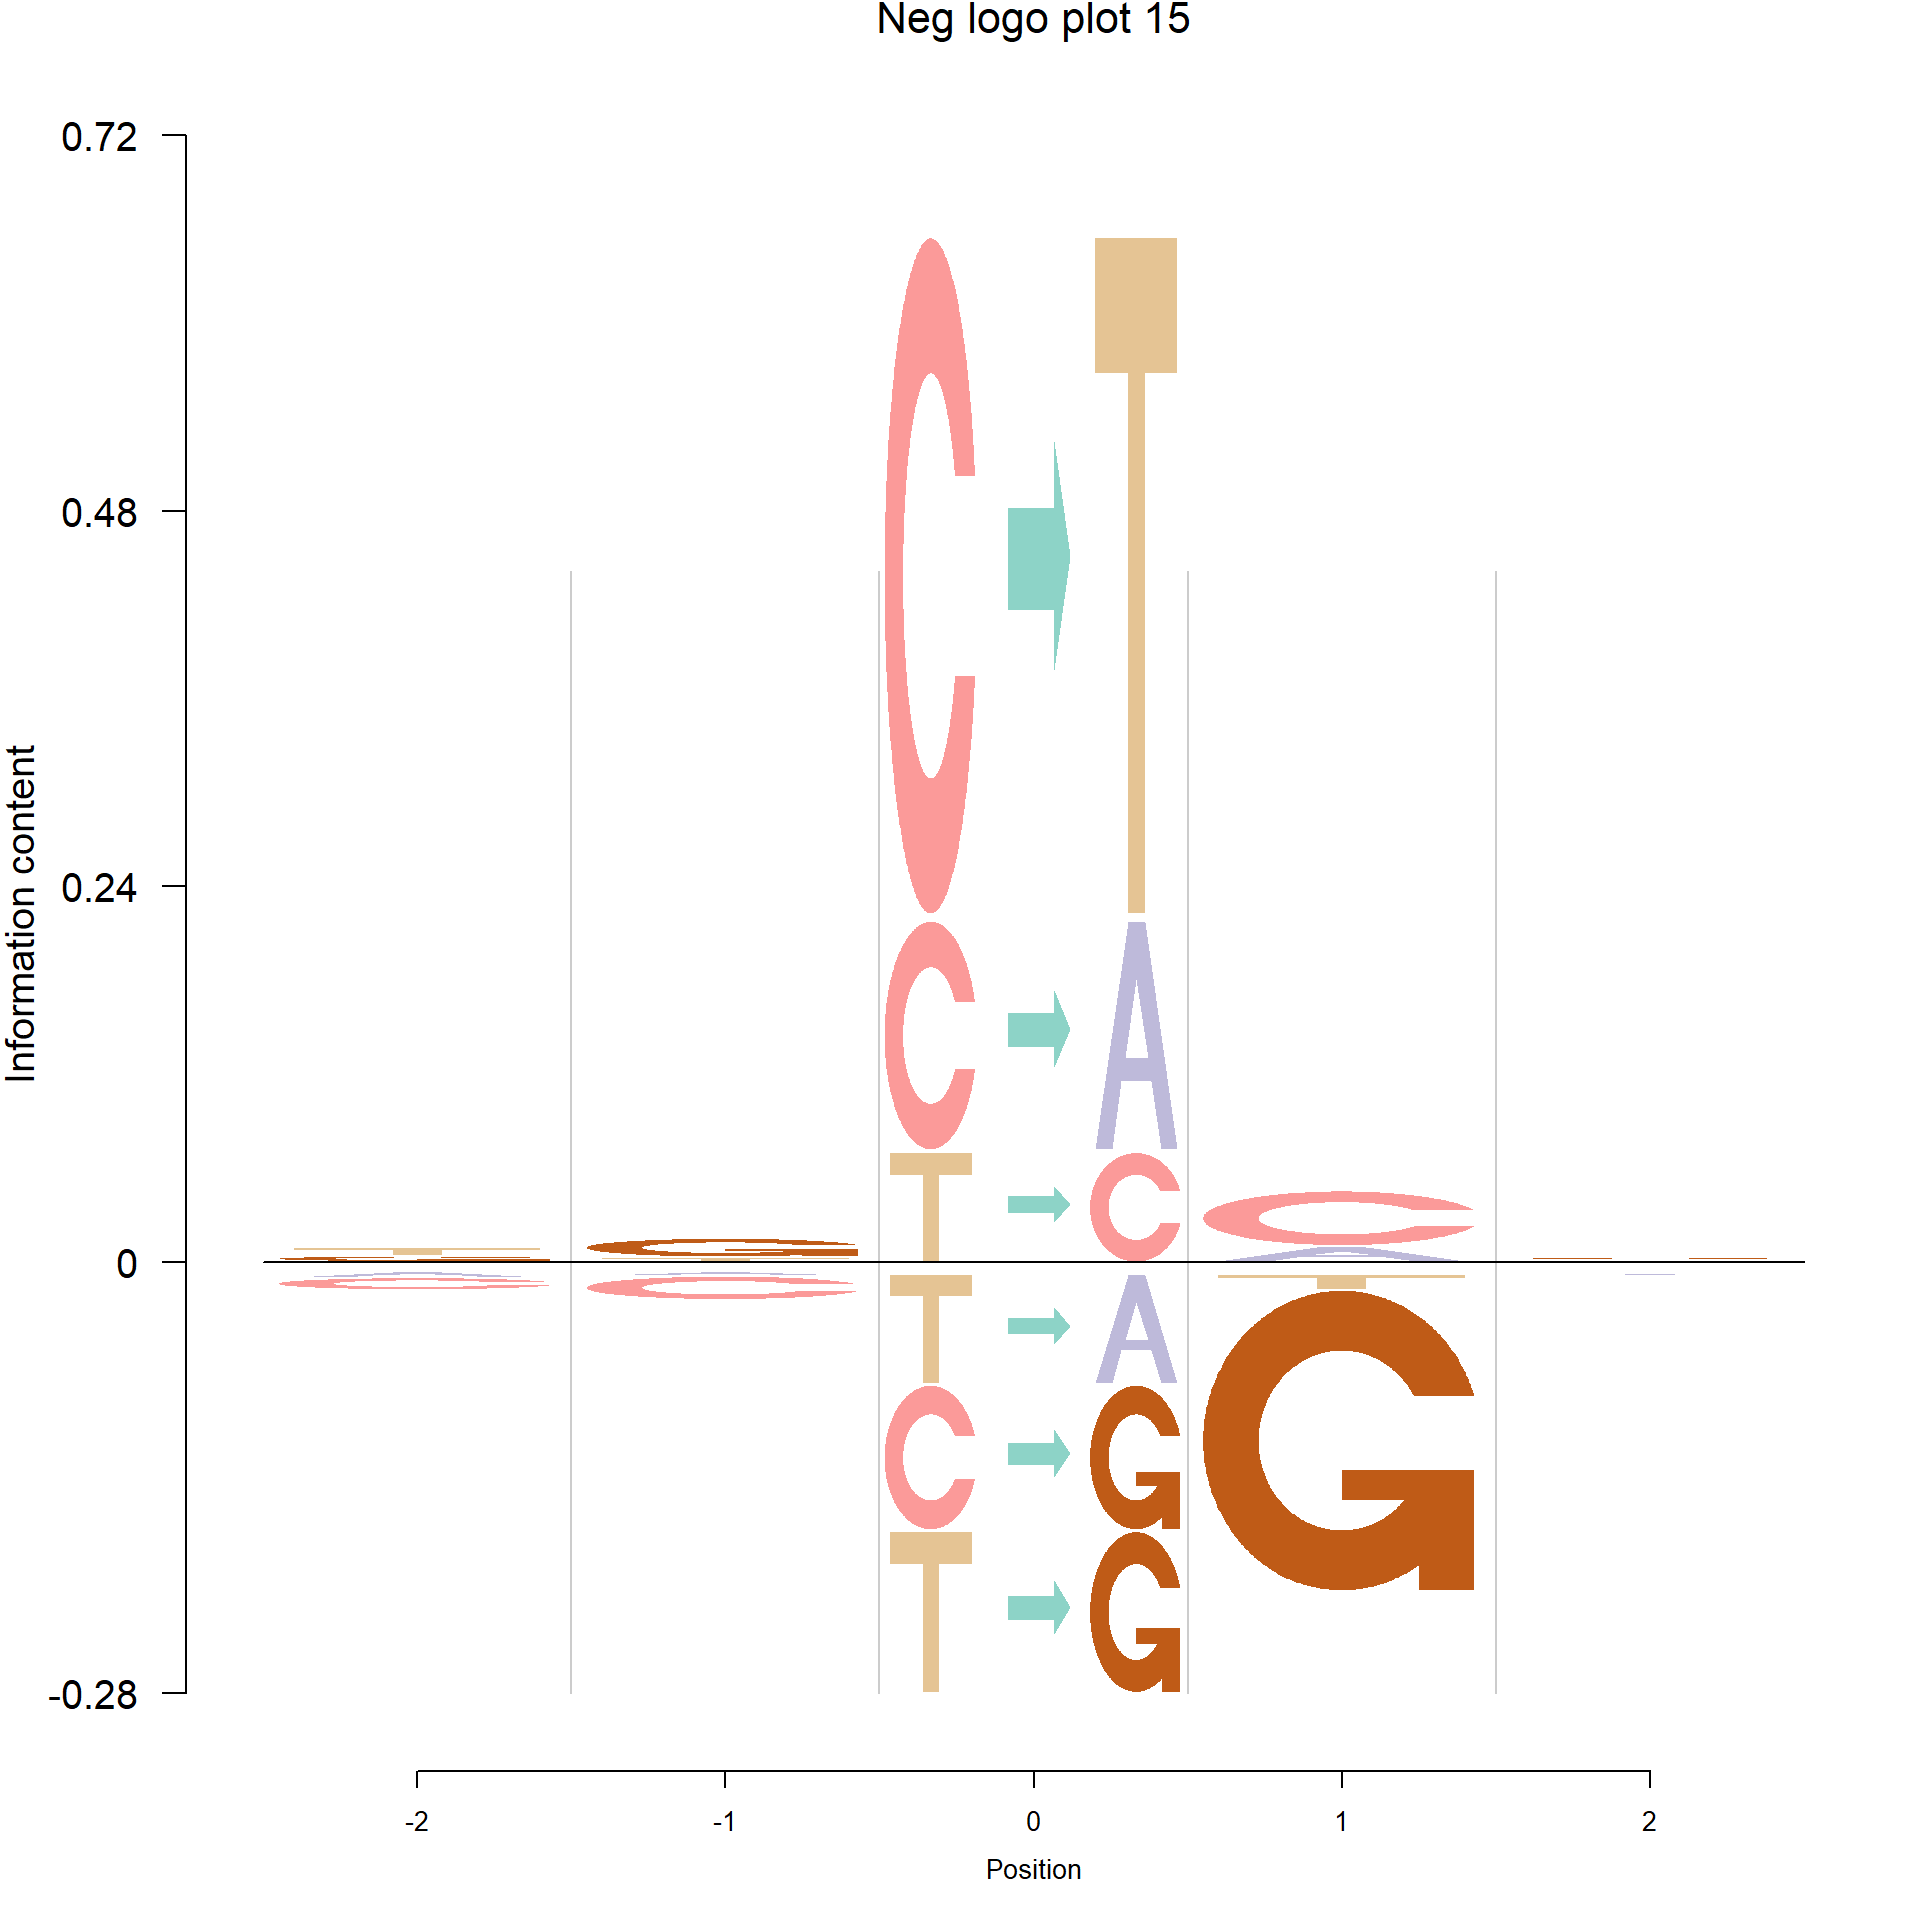 Neg logo plot 15
0.72
0.48
0.24
0
-0.28
Information content
C T
C A
T C
T A
C G
T G
C
A
T
G
G
T
C
T
G
A
C
-2 -1 0 1 2
Position